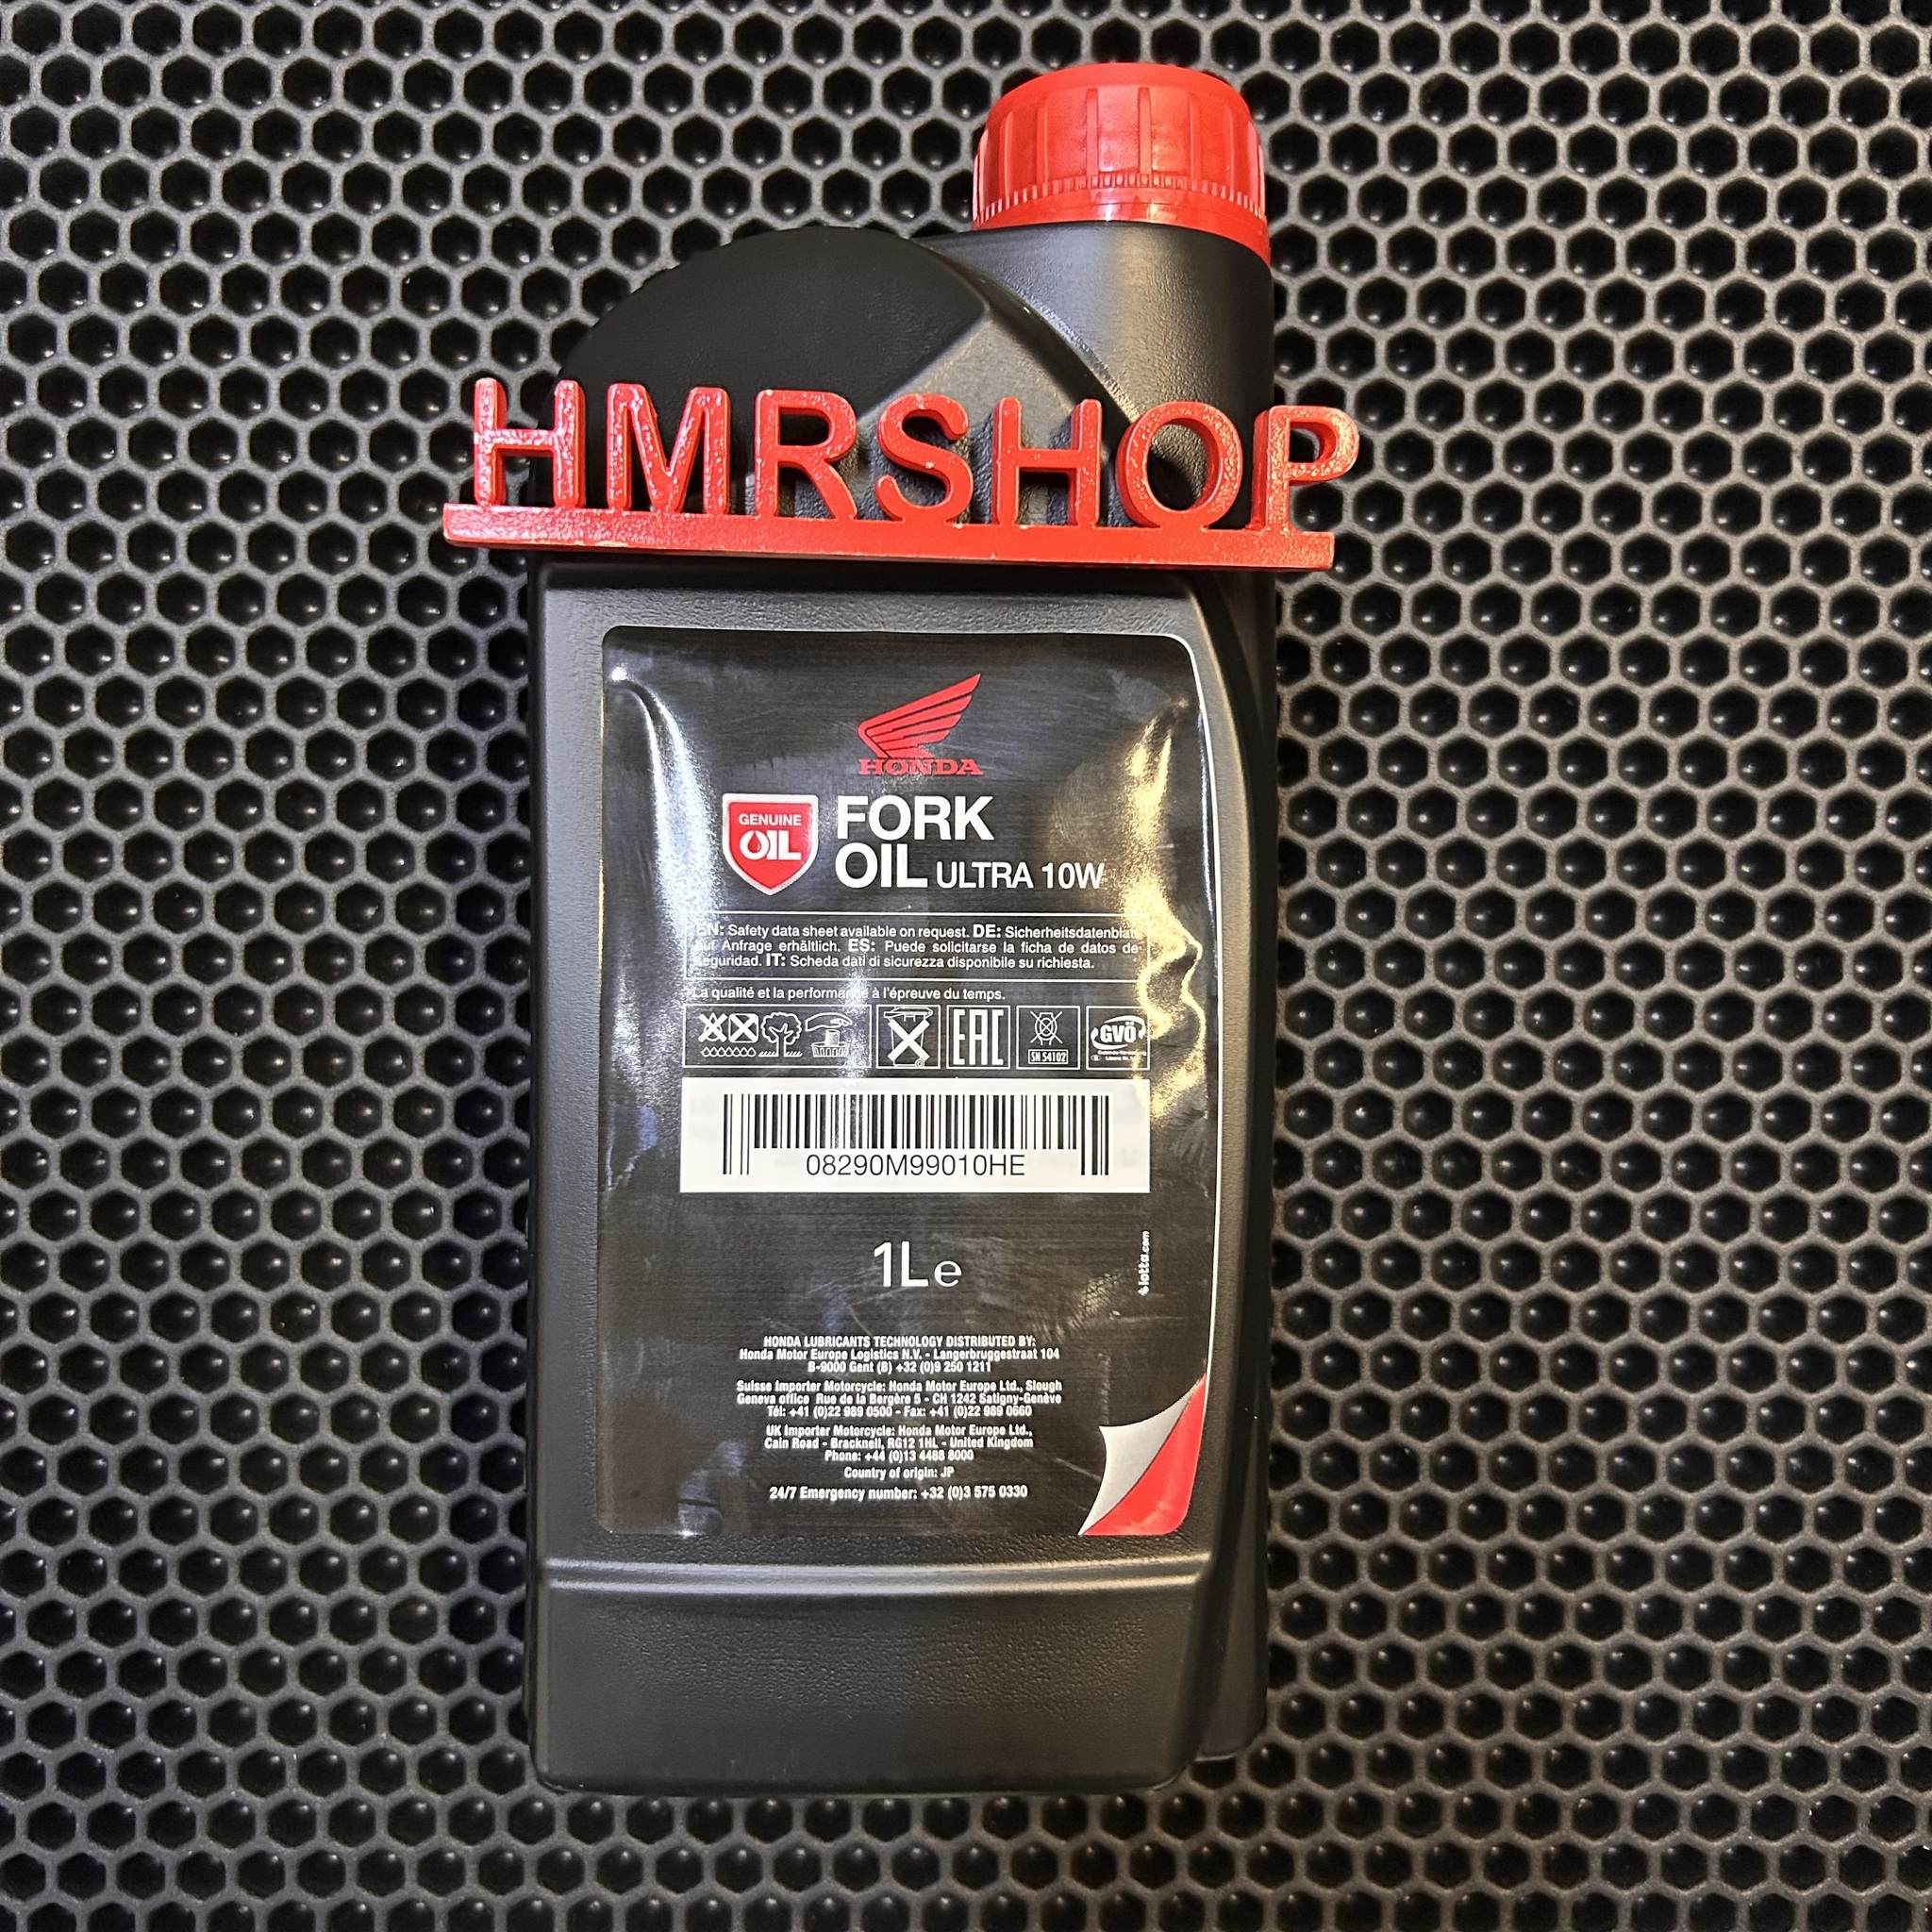 HMRSHOP
HONDA
GENUINE
OIL
FORK
OIL ULTRA 10W
EN: Safety data sheet available on request. DE: Sicherheitsdatenblatt
auf Anfrage erhältlich. ES: Puede solicitarse la ficha de datos de
seguridad. IT: Scheda dati di sicurezza disponibile su richiesta.
La qualité et la performance à l'épreuve du temps.
EAC
SN 54102
GVÖ
08290M99010HE
1L e
lotta.com
HONDA LUBRICANTS TECHNOLOGY DISTRIBUTED BY:
Honda Motor Europe Logistics N.V. - Langerbruggestraat 104
B-9000 Gent (B) +32 (0)9 250 1211
Suisse Importer Motorcycle: Honda Motor Europe Ltd., Slough
Geneva office Rue de la Bergère 5 - CH 1242 Satigny-Genève
Tél: +41 (0)22 989 0500 - Fax: +41 (0)22 989 0660
UK Importer Motorcycle: Honda Motor Europe Ltd.,
Cain Road - Bracknell, RG12 1HL - United Kingdom
Phone: +44 (0)13 4488 8000
Country of origin: JP
24/7 Emergency number: +32 (0)3 575 0330